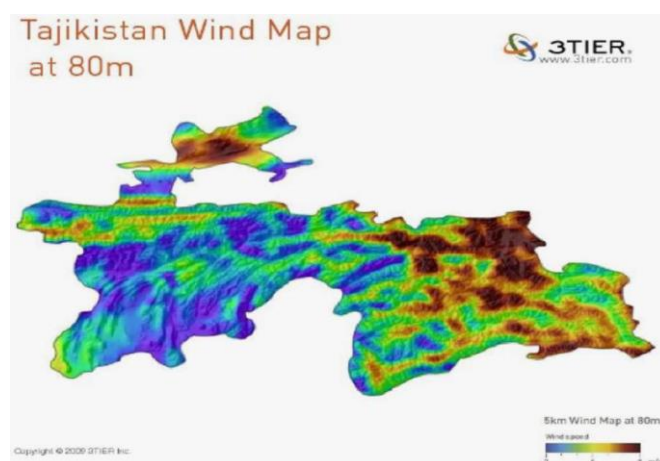 Tajikistan Wind Map
at 80m
3TIER.
www.3tier.com
5km Wind Map at 80m
Wind speed
Copyright © 2009 3TIER Inc.